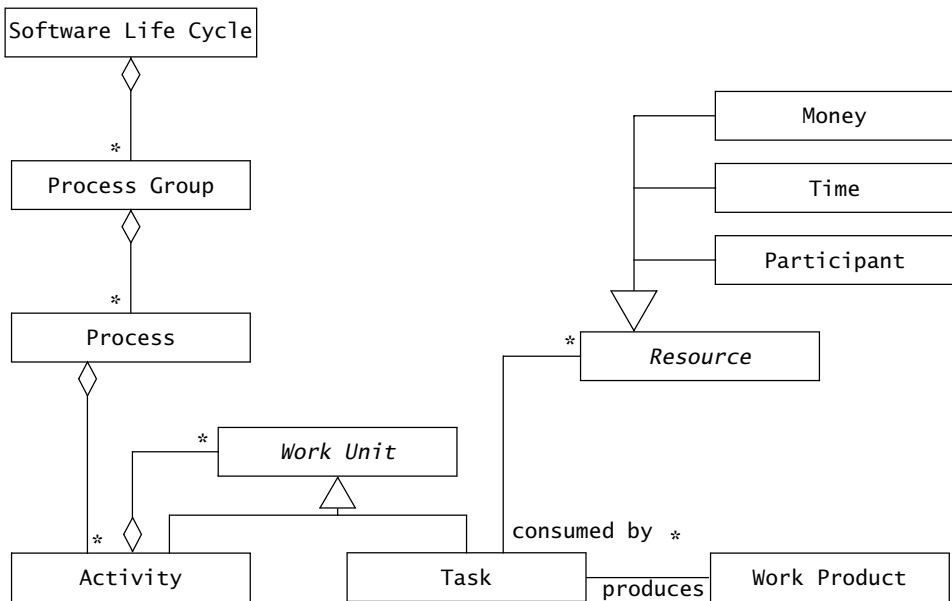 Software Life Cycle
*
Process Group
*
Process
*
Activity
*
Work Unit
Money
Time
Participant
*
Resource
consumed by *
Task
produces
Work Product